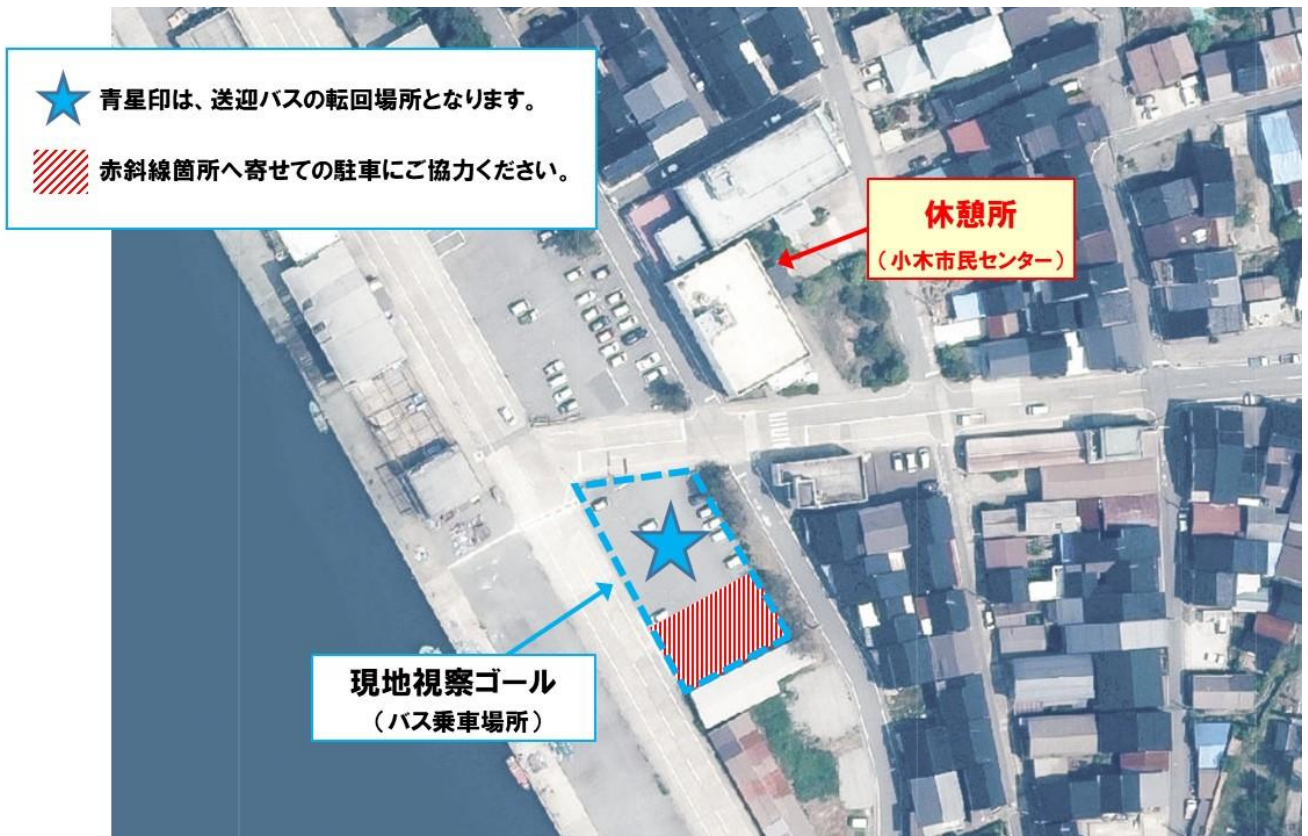 青星印は、送迎バスの転回場所となります。
赤斜線箇所へ寄せての駐車にご協力ください。
休憩所
（小木市民センター）
現地視察ゴール
（バス乗車場所）